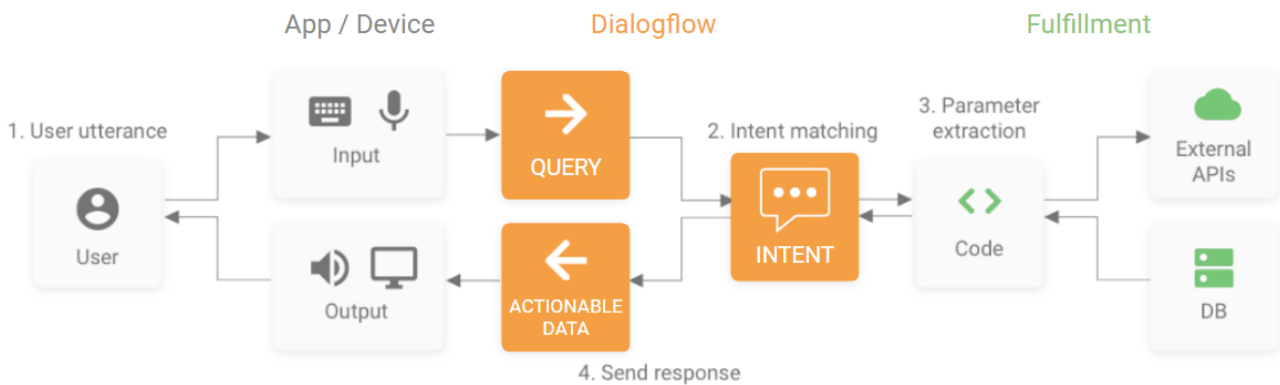 App / Device
Dialogflow
Fulfillment
1. User utterance
User
Input
Output
QUERY
ACTIONABLE
DATA
2. Intent matching
INTENT
3. Parameter
extraction
Code
External
APIs
DB
4. Send response